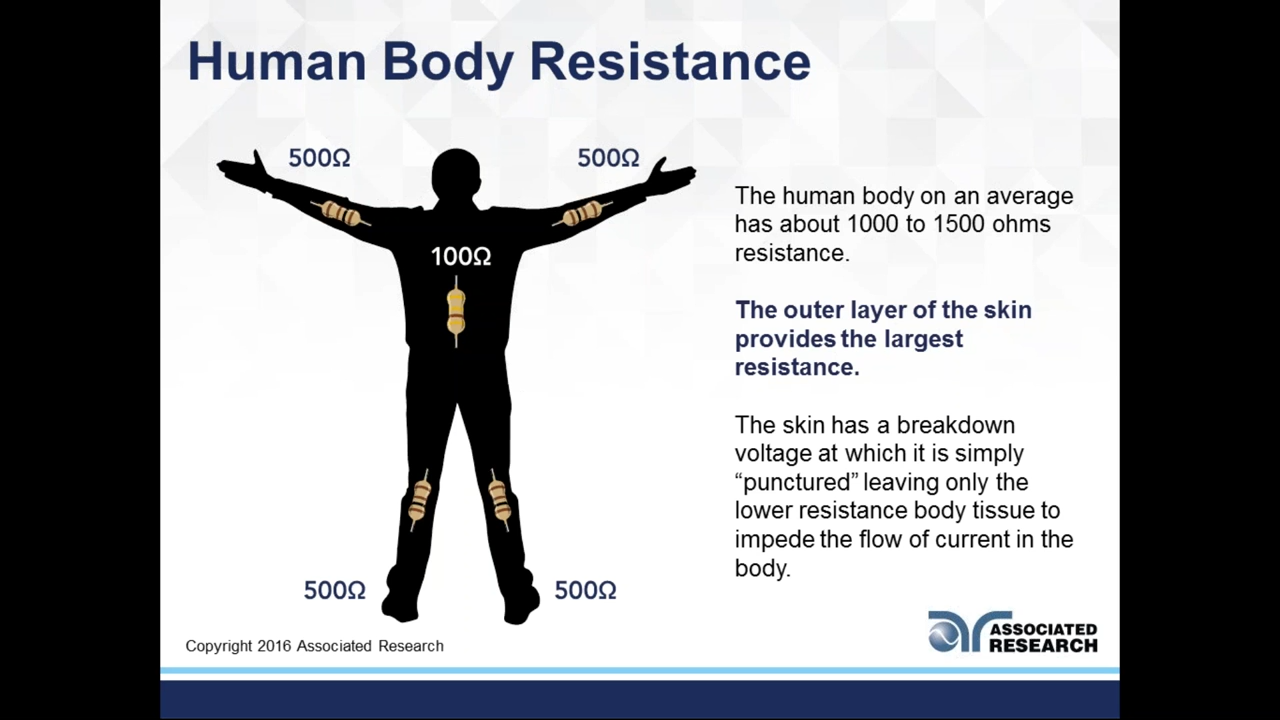 Human Body Resistance
500Ω
500Ω
100Ω
500Ω
500Ω
The human body on an average
has about 1000 to 1500 ohms
resistance.
The outer layer of the skin
provides the largest
resistance.
The skin has a breakdown
voltage at which it is simply
“punctured” leaving only the
lower resistance body tissue to
impede the flow of current in the
body.
Copyright 2016 Associated Research
ar ASSOCIATED
RESEARCH